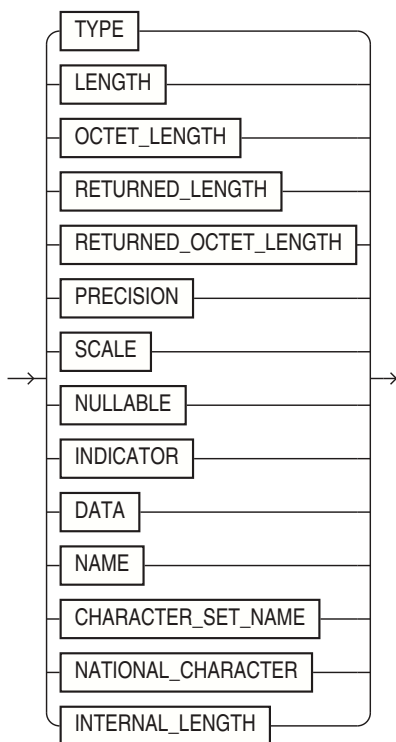 TYPE
LENGTH
OCTET_LENGTH
RETURNED_LENGTH
RETURNED_OCTET_LENGTH
PRECISION
SCALE
NULLABLE
INDICATOR
DATA
NAME
CHARACTER_SET_NAME
NATIONAL_CHARACTER
INTERNAL_LENGTH